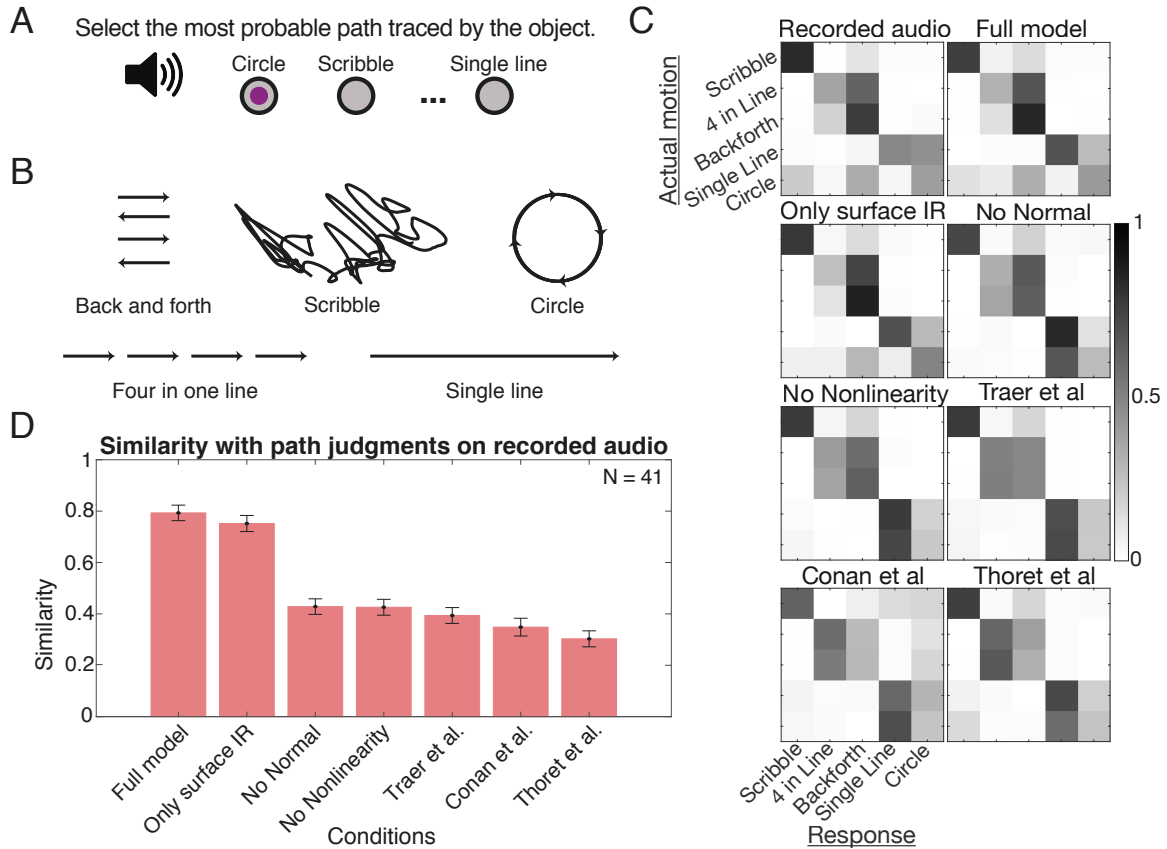 A
Select the most probable path traced by the object.
Circle
Scribble
Single line
...
B
Back and forth
Scribble
Circle
Four in one line
Single line
C
Recorded audio
Full model
Actual motion
Scribble
4 in Line
Backforth
Single Line
Circle
Only surface IR
No Normal
No Nonlinearity
Traer et al
Conan et al
Thoret et al
1
0.5
0
Scribble
4 in Line
Backforth
Single Line
Circle
Response
D
Similarity with path judgments on recorded audio
N = 41
Similarity
1
0.8
0.6
0.4
0.2
0
Full model
Only surface IR
No Normal
No Nonlinearity
Traer et al.
Conan et al.
Thoret et al.
Conditions